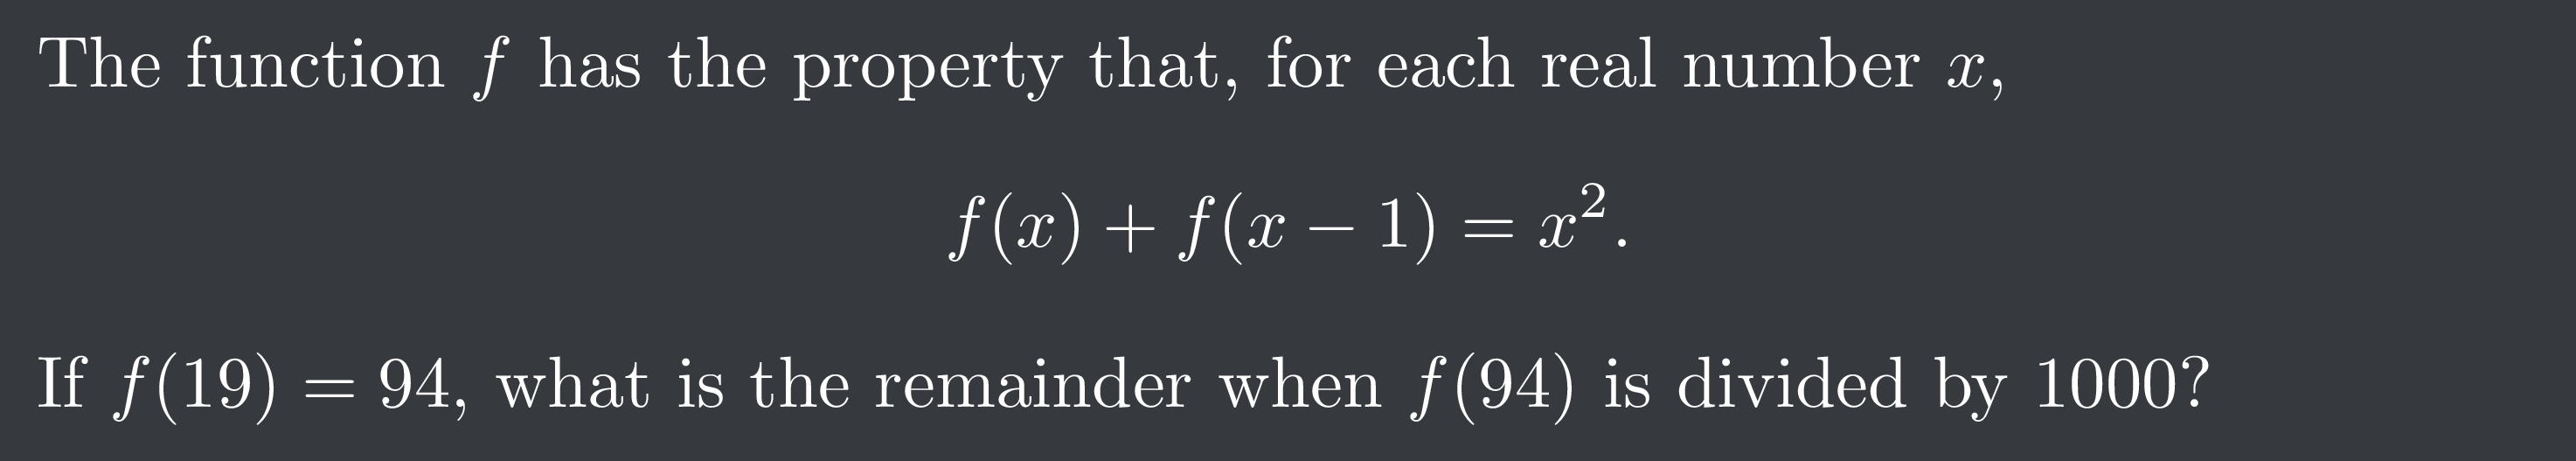 The function f has the property that, for each real number x,
f(x) + f(x − 1) = x².
If f(19) = 94, what is the remainder when f(94) is divided by 1000?